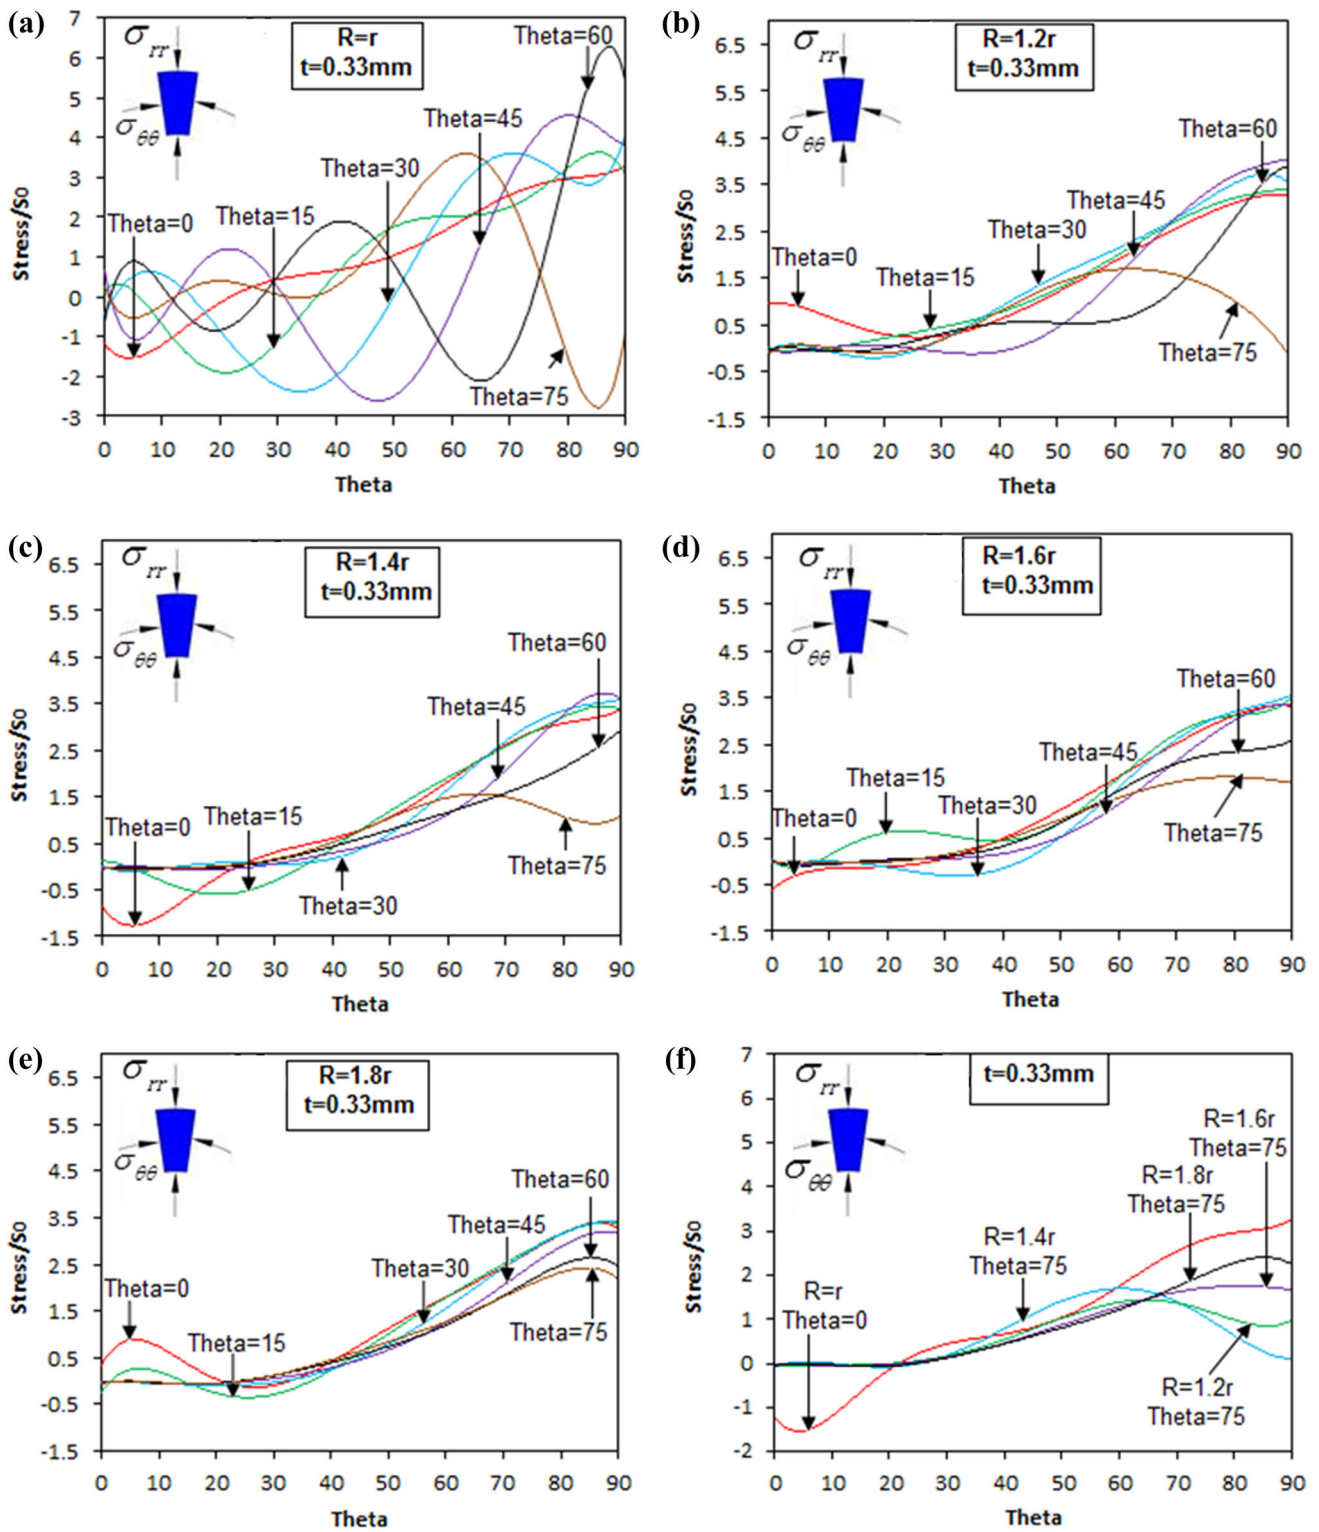 (a)
σrr
σθθ
R=r
t=0.33mm
Theta=60
Theta=45
Theta=30
Theta=15
Theta=0
Theta=75
7
6
5
4
3
2
1
0
-1
-2
-3
Stress/S0
0 10 20 30 40 50 60 70 80 90
Theta
(b)
σrr
σθθ
R=1.2r
t=0.33mm
Theta=60
Theta=45
Theta=30
Theta=0
Theta=15
Theta=75
6.5
5.5
4.5
3.5
2.5
1.5
0.5
-0.5
-1.5
Stress/S0
0 10 20 30 40 50 60 70 80 90
Theta
(c)
σrr
σθθ
R=1.4r
t=0.33mm
Theta=60
Theta=45
Theta=15
Theta=0
Theta=75
Theta=30
6.5
5.5
4.5
3.5
2.5
1.5
0.5
-0.5
-1.5
Stress/S0
0 10 20 30 40 50 60 70 80 90
Theta
(d)
σrr
σθθ
R=1.6r
t=0.33mm
Theta=60
Theta=45
Theta=15
Theta=30
Theta=0
Theta=75
6.5
5.5
4.5
3.5
2.5
1.5
0.5
-0.5
-1.5
Stress/S0
0 10 20 30 40 50 60 70 80 90
Theta
(e)
σrr
σθθ
R=1.8r
t=0.33mm
Theta=60
Theta=45
Theta=30
Theta=0
Theta=15
Theta=75
6.5
5.5
4.5
3.5
2.5
1.5
0.5
-0.5
-1.5
Stress/S0
0 10 20 30 40 50 60 70 80 90
Theta
(f)
σrr
σθθ
t=0.33mm
R=1.6r
Theta=75
R=1.8r
Theta=75
R=1.4r
Theta=75
R=r
Theta=0
R=1.2r
Theta=75
7
6
5
4
3
2
1
0
-1
-2
Stress/S0
0 10 20 30 40 50 60 70 80 90
Theta